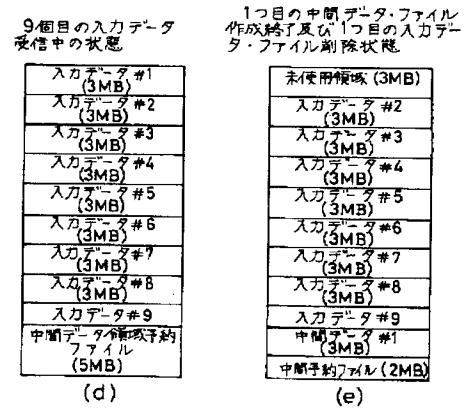 9個目の入力データ
受信中の状態
入力データ#1
(3MB)
入力データ#2
(3MB)
入力データ#3
(3MB)
入力データ#4
(3MB)
入力データ#5
(3MB)
入力データ#6
(3MB)
入力データ#7
(3MB)
入力データ#8
(3MB)
入力データ#9
中間データ領域予約
ファイル
(5MB)
(d)
1つ目の中間データ・ファイル
作成終了及び1つ目の入力デー
タ・ファイル削除状態
未使用領域(3MB)
入力データ#2
(3MB)
入力データ#3
(3MB)
入力データ#4
(3MB)
入力データ#5
(3MB)
入力データ#6
(3MB)
入力データ#7
(3MB)
入力データ#8
(3MB)
入力データ#9
中間データ#1
(3MB)
中間予約ファイル(2MB)
(e)